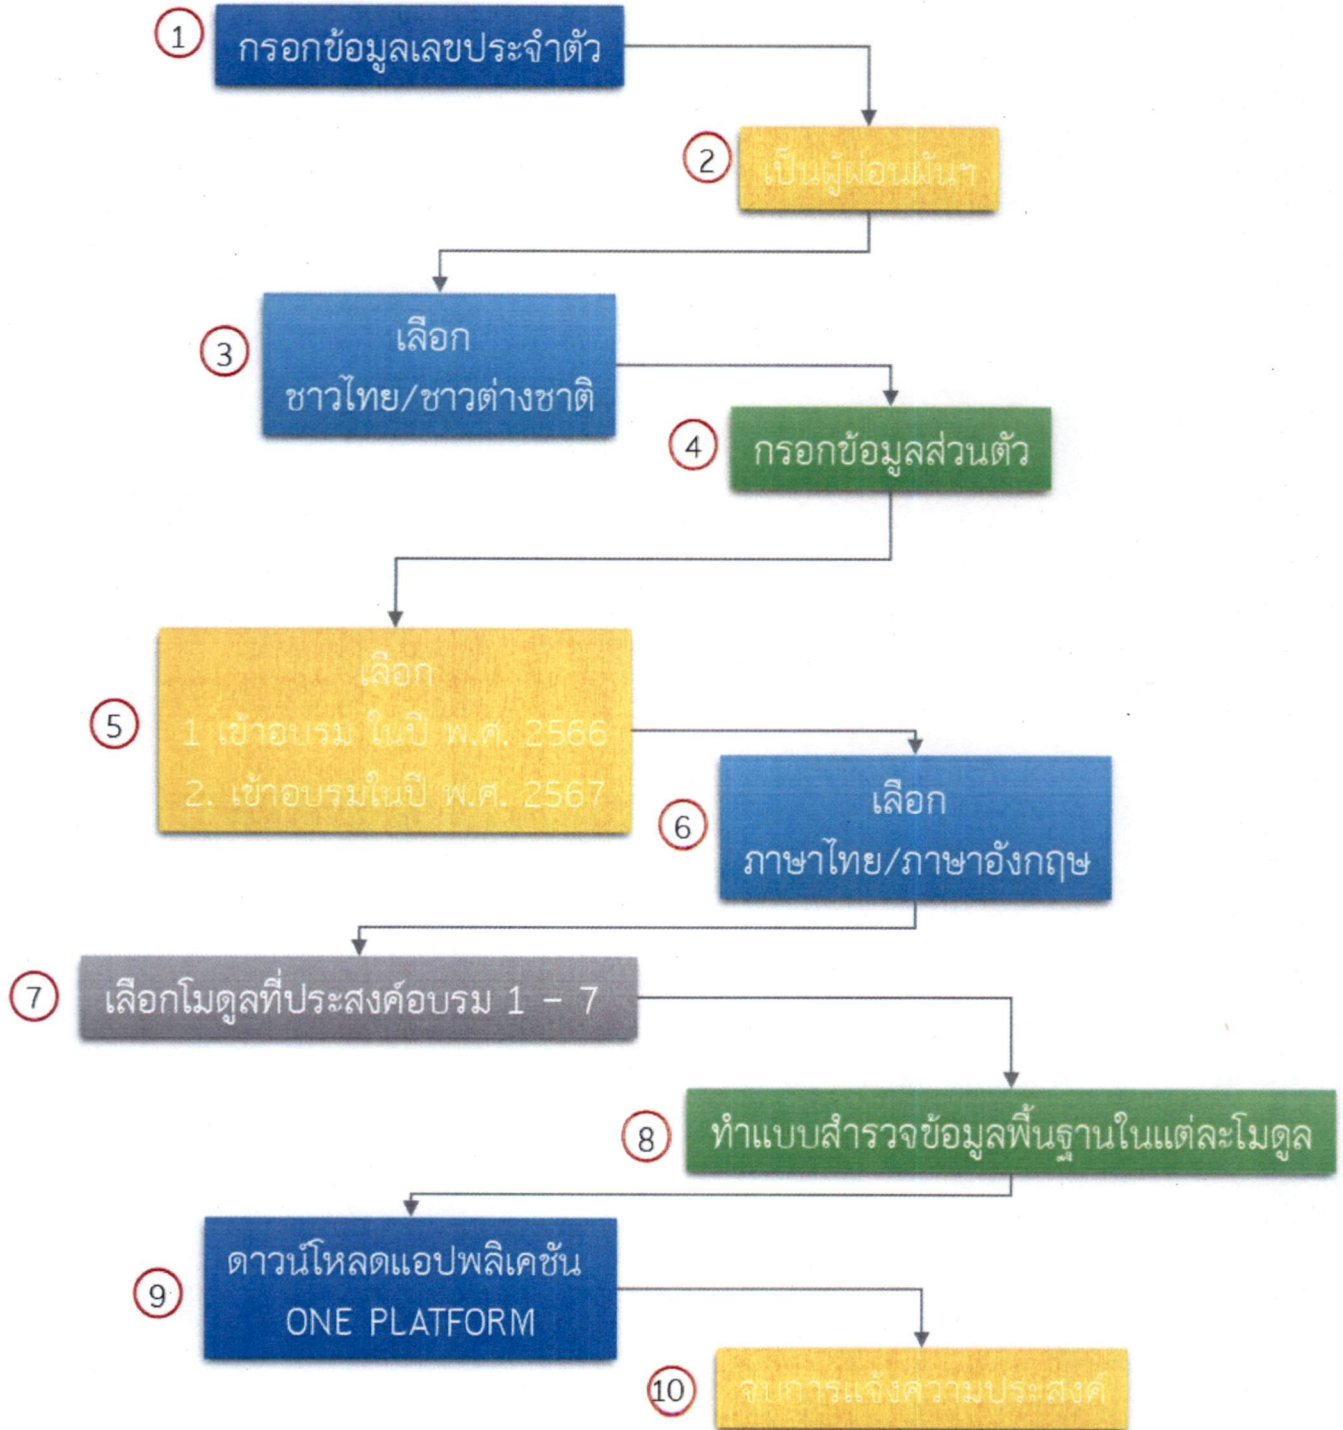 1
กรอกข้อมูลเลขประจำตัว
2
เป็นผู้ผ่อนผันฯ
3
เลือก
ชาวไทย/ชาวต่างชาติ
4
กรอกข้อมูลส่วนตัว
5
เลือก
1 เข้าอบรม ในปี พ.ศ. 2566
2. เข้าอบรมในปี พ.ศ. 2567
6
เลือก
ภาษาไทย/ภาษาอังกฤษ
7
เลือกโมดูลที่ประสงค์อบรม 1 – 7
8
ทำแบบสำรวจข้อมูลพื้นฐานในแต่ละโมดูล
9
ดาวน์โหลดแอปพลิเคชัน
ONE PLATFORM
10
จบการแจ้งความประสงค์